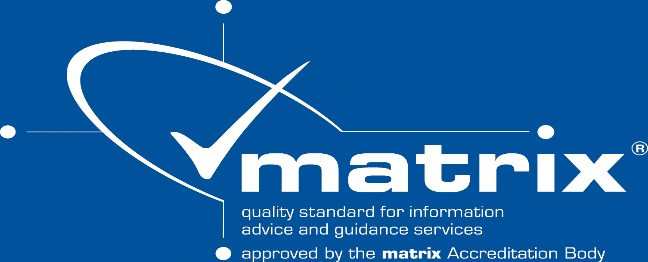 matrix®
quality standard for information
advice and guidance services
approved by the matrix Accreditation Body